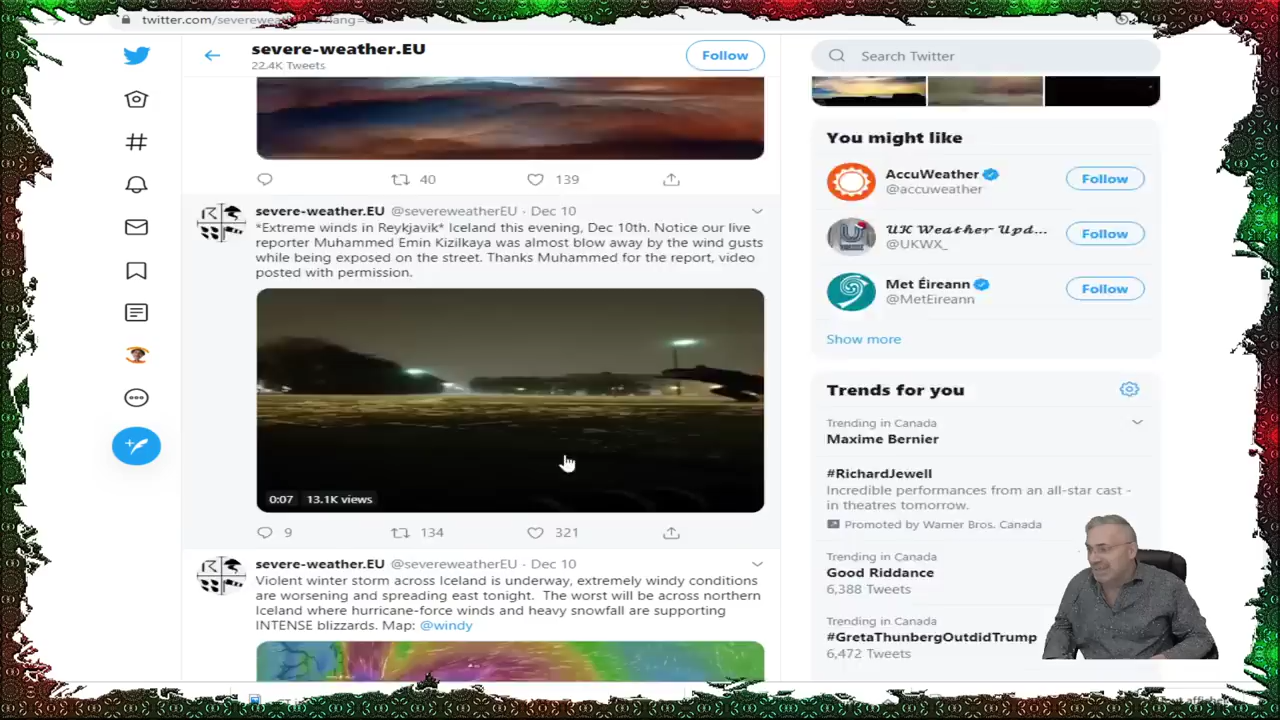 twitter.com/severewea
lang=
severe-weather.EU
22.4K Tweets
Follow
Search Twitter
40
139
severe-weather.EU @severeweatherEU · Dec 10
*Extreme winds in Reykjavik* Iceland this evening, Dec 10th. Notice our live
reporter Muhammed Emin Kizilkaya was almost blow away by the wind gusts
while being exposed on the street. Thanks Muhammed for the report, video
posted with permission.
0:07 13.1K views
9
134
321
severe-weather.EU @severeweatherEU · Dec 10
Violent winter storm across Iceland is underway, extremely windy conditions
are worsening and spreading east tonight. The worst will be across northern
Iceland where hurricane-force winds and heavy snowfall are supporting
INTENSE blizzards. Map: @windy
You might like
AccuWeather
@accuweather
Follow
𝓤𝓚 𝓦𝓮𝓪𝓽𝓱𝓮𝓻 𝓤𝓹𝓭...
@UKWX_
Follow
Met Éireann
@MetEireann
Follow
Show more
Trends for you
Trending in Canada
Maxime Bernier
#RichardJewell
Incredible performances from an all-star cast -
in theatres tomorrow.
Promoted by Warner Bros. Canada
Trending in Canada
Good Riddance
6,388 Tweets
Trending in Canada
#GretaThunbergOutdidTrump
6,472 Tweets